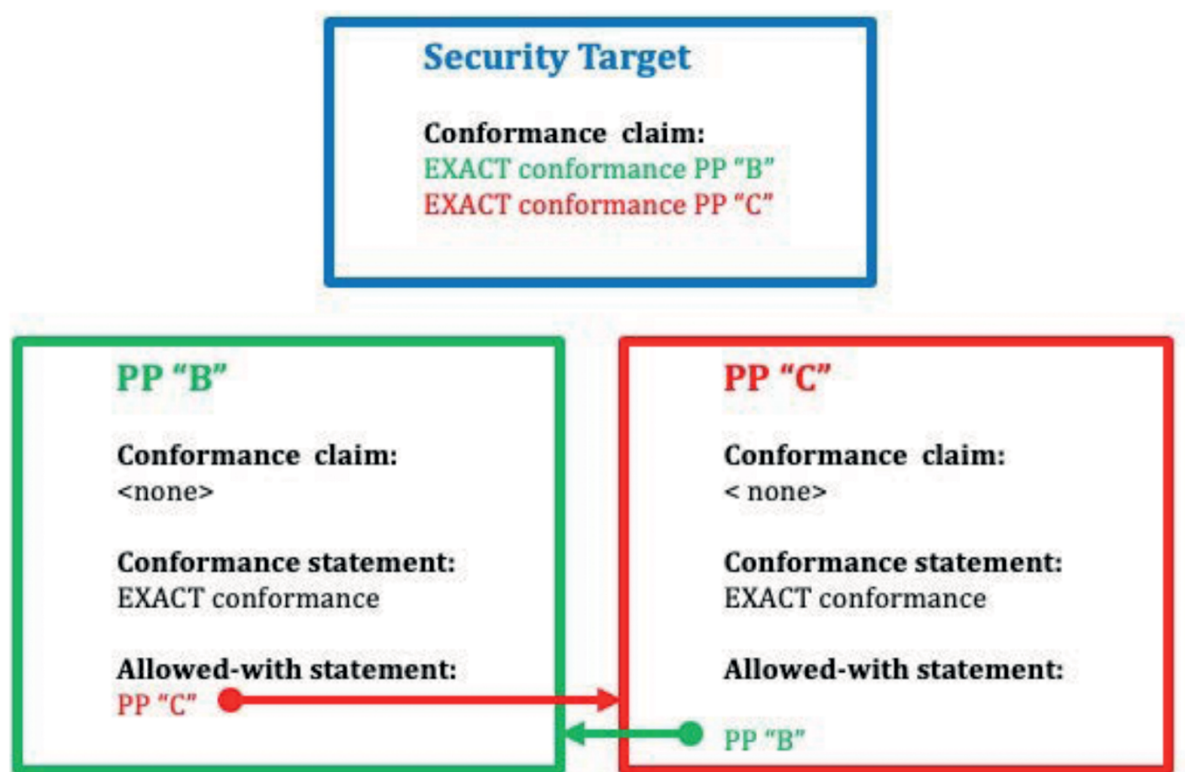 Security Target
Conformance claim:
EXACT conformance PP “B”
EXACT conformance PP “C”
PP “B”
Conformance claim:
<none>
Conformance statement:
EXACT conformance
Allowed-with statement:
PP “C”
PP “C”
Conformance claim:
< none>
Conformance statement:
EXACT conformance
Allowed-with statement:
PP “B”